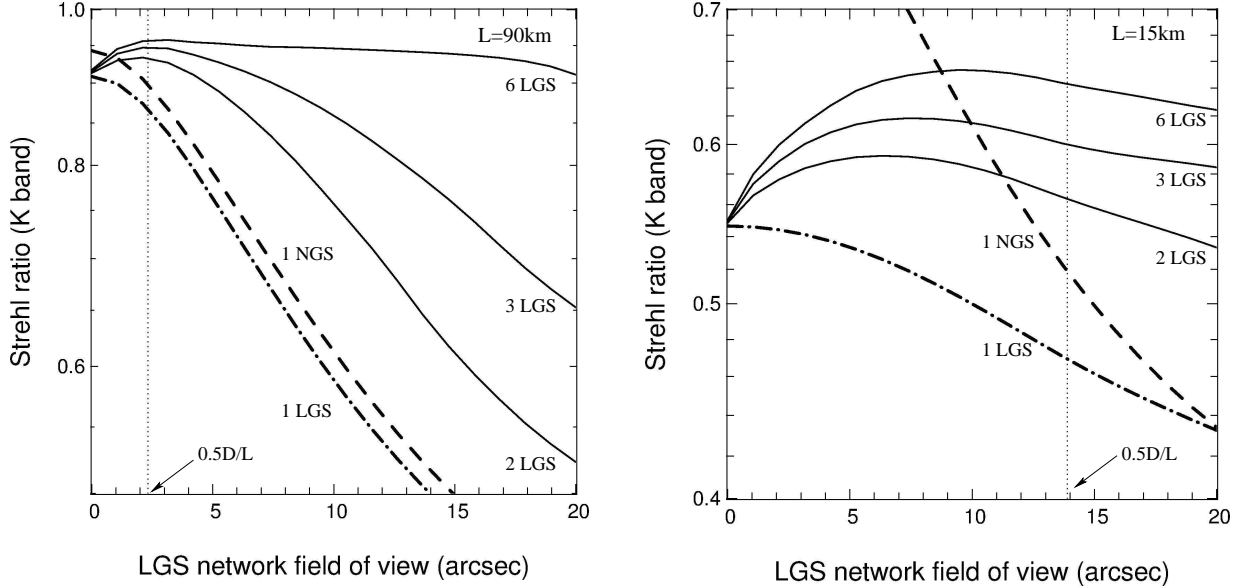 Strehl ratio (K band)
1.0
0.8
0.6
L=90km
6 LGS
1 NGS
3 LGS
1 LGS
2 LGS
0.5D/L
0
5
10
15
20
LGS network field of view (arcsec)
Strehl ratio (K band)
0.7
0.6
0.5
0.4
L=15km
6 LGS
3 LGS
1 NGS
2 LGS
1 LGS
0.5D/L
0
5
10
15
20
LGS network field of view (arcsec)